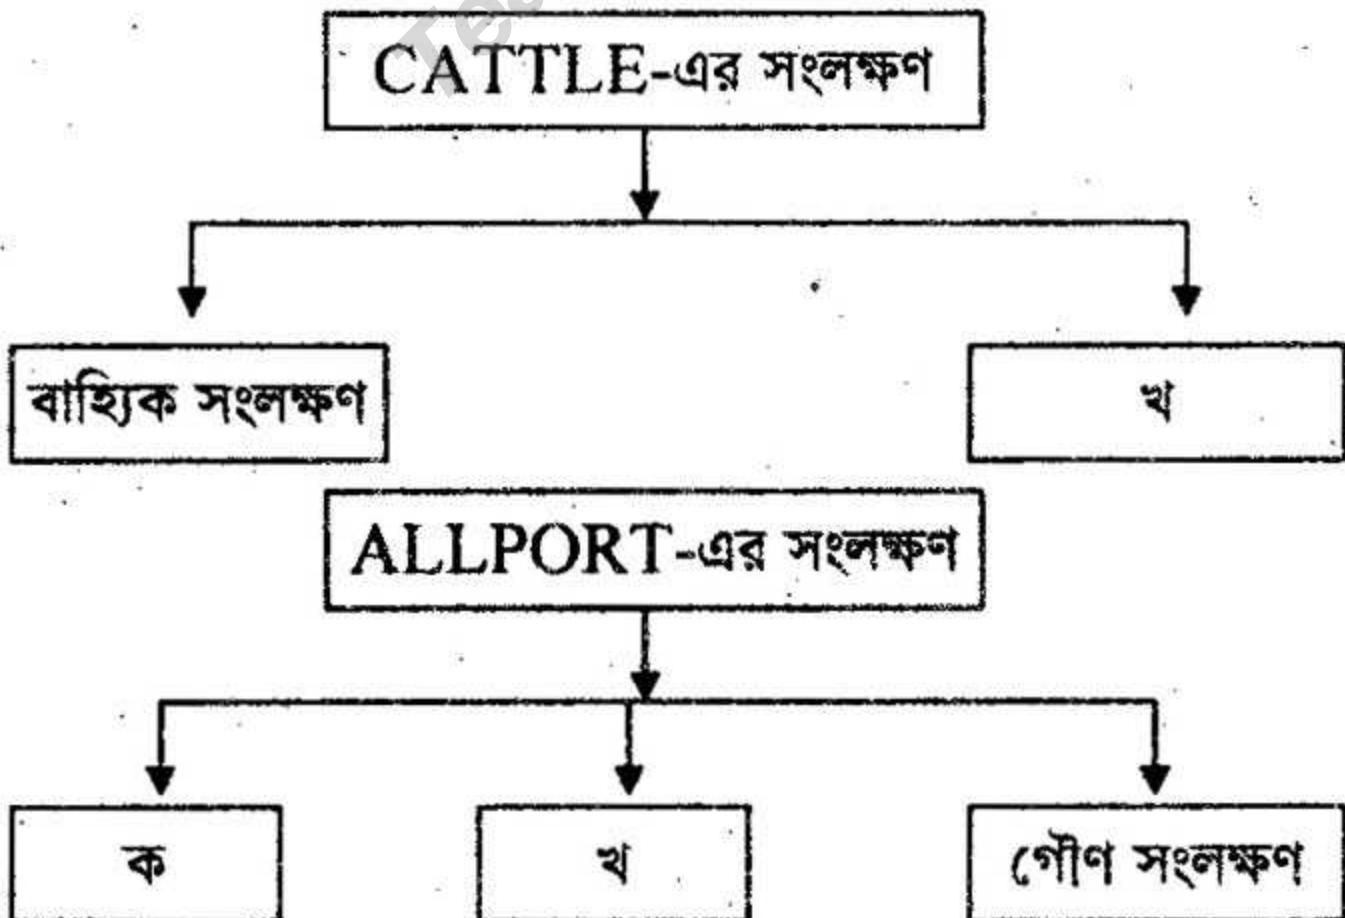 CATTLE-এর সংলক্ষণ
বাহ্যিক সংলক্ষণ
খ
ALLPORT-এর সংলক্ষণ
ক
খ
গৌণ সংলক্ষণ